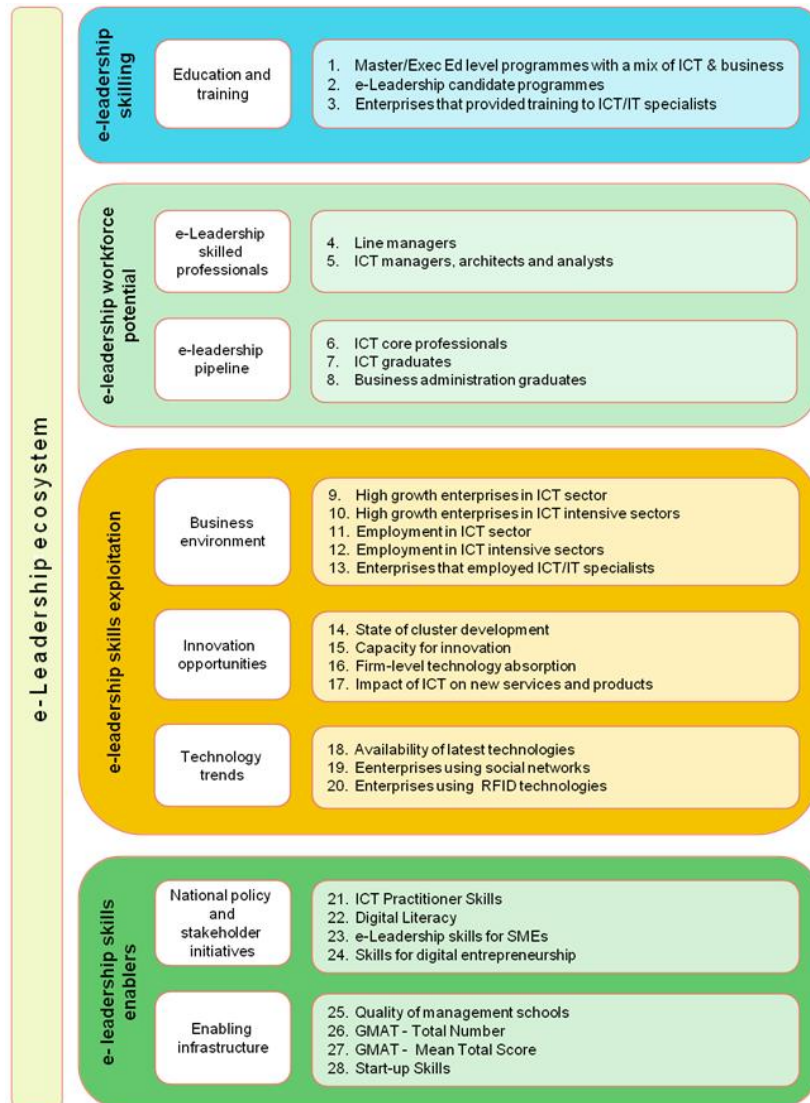 e-Leadership ecosystem
e-leadership
skilling
Education and
training
1. Master/Exec Ed level programmes with a mix of ICT & business
2. e-Leadership candidate programmes
3. Enterprises that provided training to ICT/IT specialists
e-leadership workforce
potential
e-Leadership
skilled
professionals
4. Line managers
5. ICT managers, architects and analysts
e-leadership
pipeline
6. ICT core professionals
7. ICT graduates
8. Business administration graduates
e-leadership skills exploitation
Business
environment
9. High growth enterprises in ICT sector
10. High growth enterprises in ICT intensive sectors
11. Employment in ICT sector
12. Employment in ICT intensive sectors
13. Enterprises that employed ICT/IT specialists
Innovation
opportunities
14. State of cluster development
15. Capacity for innovation
16. Firm-level technology absorption
17. Impact of ICT on new services and products
Technology
trends
18. Availability of latest technologies
19. Eenterprises using social networks
20. Enterprises using RFID technologies
e- leadership skills
enablers
National policy
and
stakeholder
initiatives
21. ICT Practitioner Skills
22. Digital Literacy
23. e-Leadership skills for SMEs
24. Skills for digital entrepreneurship
Enabling
infrastructure
25. Quality of management schools
26. GMAT - Total Number
27. GMAT - Mean Total Score
28. Start-up Skills